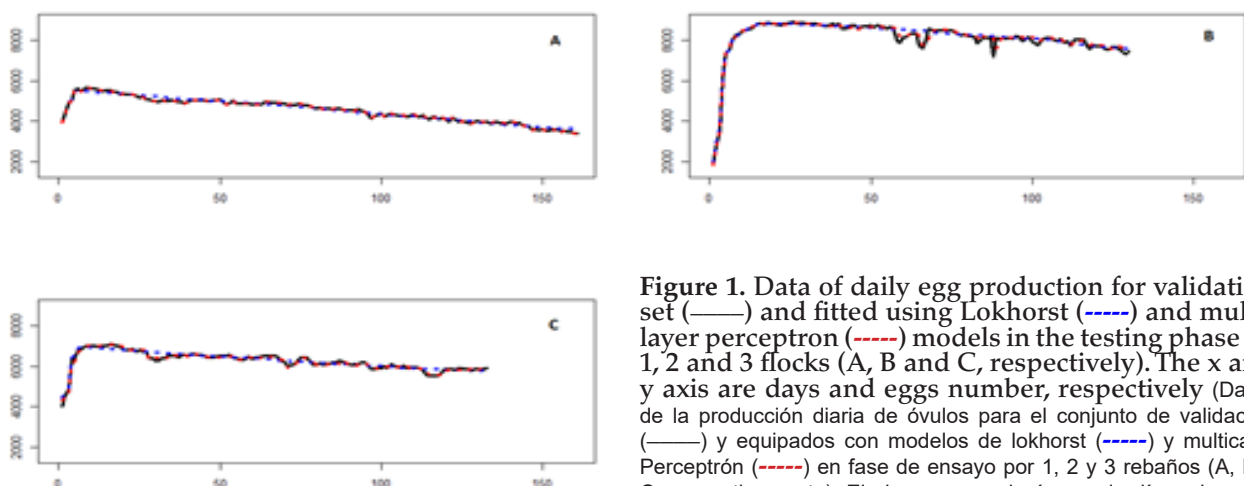 A
8000
6000
4000
2000
0 50 100 150
B
8000
6000
4000
2000
0 50 100 150
C
8000
6000
4000
2000
0 50 100 150
Figure 1. Data of daily egg production for validati
set (——) and fitted using Lokhorst (-----) and mul
layer perceptron (-----) models in the testing phase
1, 2 and 3 flocks (A, B and C, respectively). The x a
y axis are days and eggs number, respectively (Da
de la producción diaria de óvulos para el conjunto de validac
(——) y equipados con modelos de lokhorst (-----) y multica
Perceptrón (-----) en fase de ensayo por 1, 2 y 3 rebaños (A,